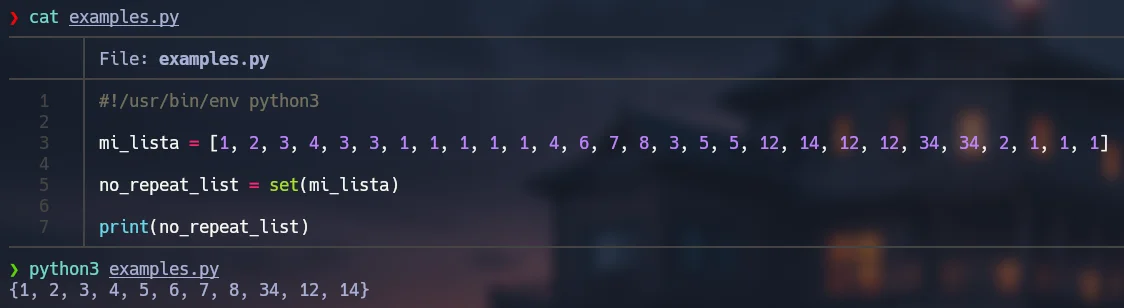 ❯ cat examples.py
File: examples.py
1 #!/usr/bin/env python3
2
3 mi_lista = [1, 2, 3, 4, 3, 3, 1, 1, 1, 1, 1, 4, 6, 7, 8, 3, 5, 5, 12, 14, 12, 12, 34, 34, 2, 1, 1, 1]
4
5 no_repeat_list = set(mi_lista)
6
7 print(no_repeat_list)
❯ python3 examples.py
{1, 2, 3, 4, 5, 6, 7, 8, 34, 12, 14}